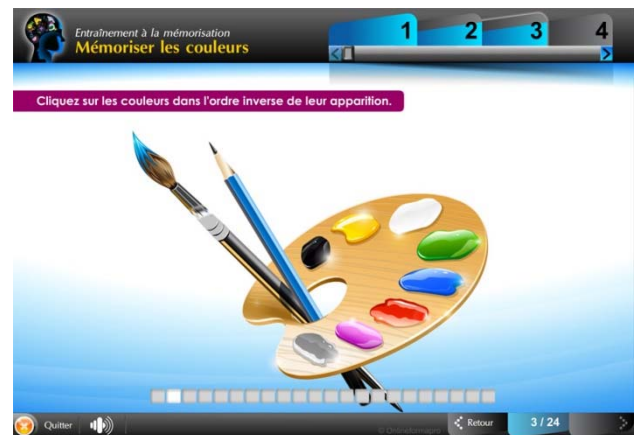 Entraînement à la mémorisation
Mémoriser les couleurs
1 2 3 4
Cliquez sur les couleurs dans l'ordre inverse de leur apparition.
Quitter
© Onlineformapro
Retour
3 / 24